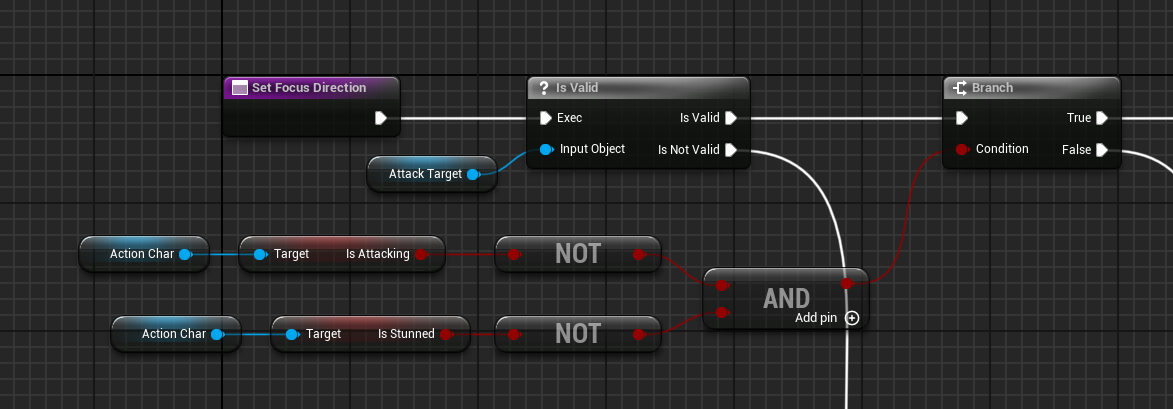 Set Focus Direction
? Is Valid
Branch
Exec
Is Valid
True
Input Object
Is Not Valid
Condition
False
Attack Target
Action Char
Target
Is Attacking
NOT
AND
Add pin
Action Char
Target
Is Stunned
NOT